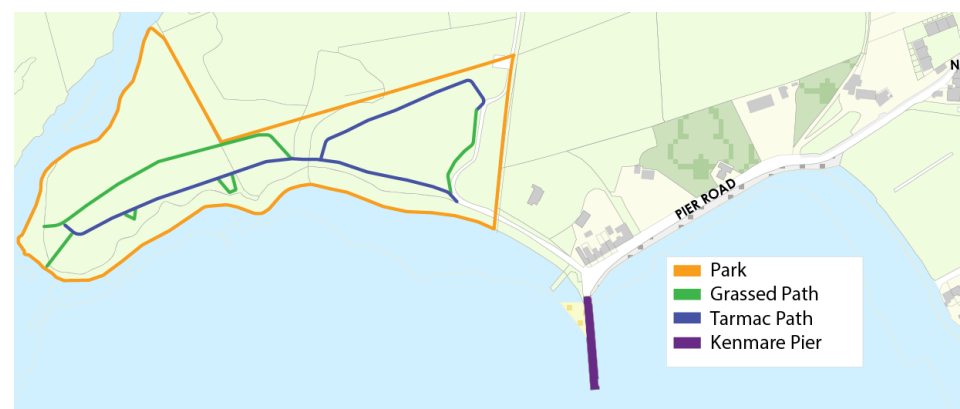 N
PIER ROAD
Park
Grassed Path
Tarmac Path
Kenmare Pier